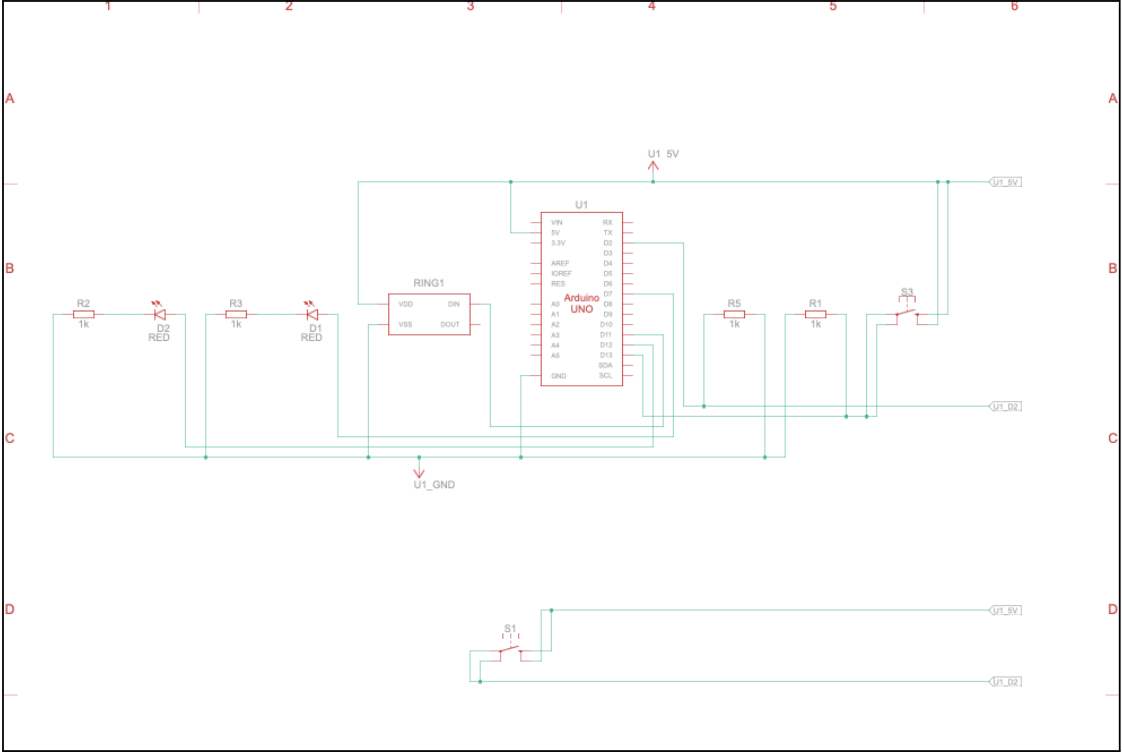 1 2 3 4 5 6
A A
U1 5V
U1_5V
U1
VIN RX
5V TX
3.3V D2
D3
AREF D4
IOREF D5
RES D6
D7
A0 D8
A1 D9
A2 D10
A3 D11
A4 D12
A5 D13
SDA
GND SCL
Arduino
UNO
B B
RING1
VDD DIN
VSS DOUT
R2
1k
D2
RED
R3
1k
D1
RED
R5
1k
R1
1k
S3
U1_D2
C C
U1_GND
D D
U1_5V
S1
U1_D2